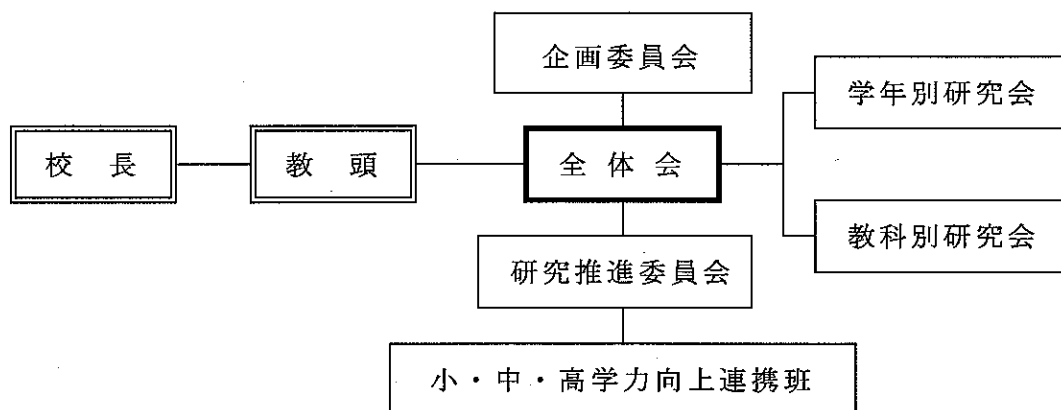 企画委員会
学年別研究会
校　長
教　頭
全 体 会
教科別研究会
研究推進委員会
小・中・高学力向上連携班